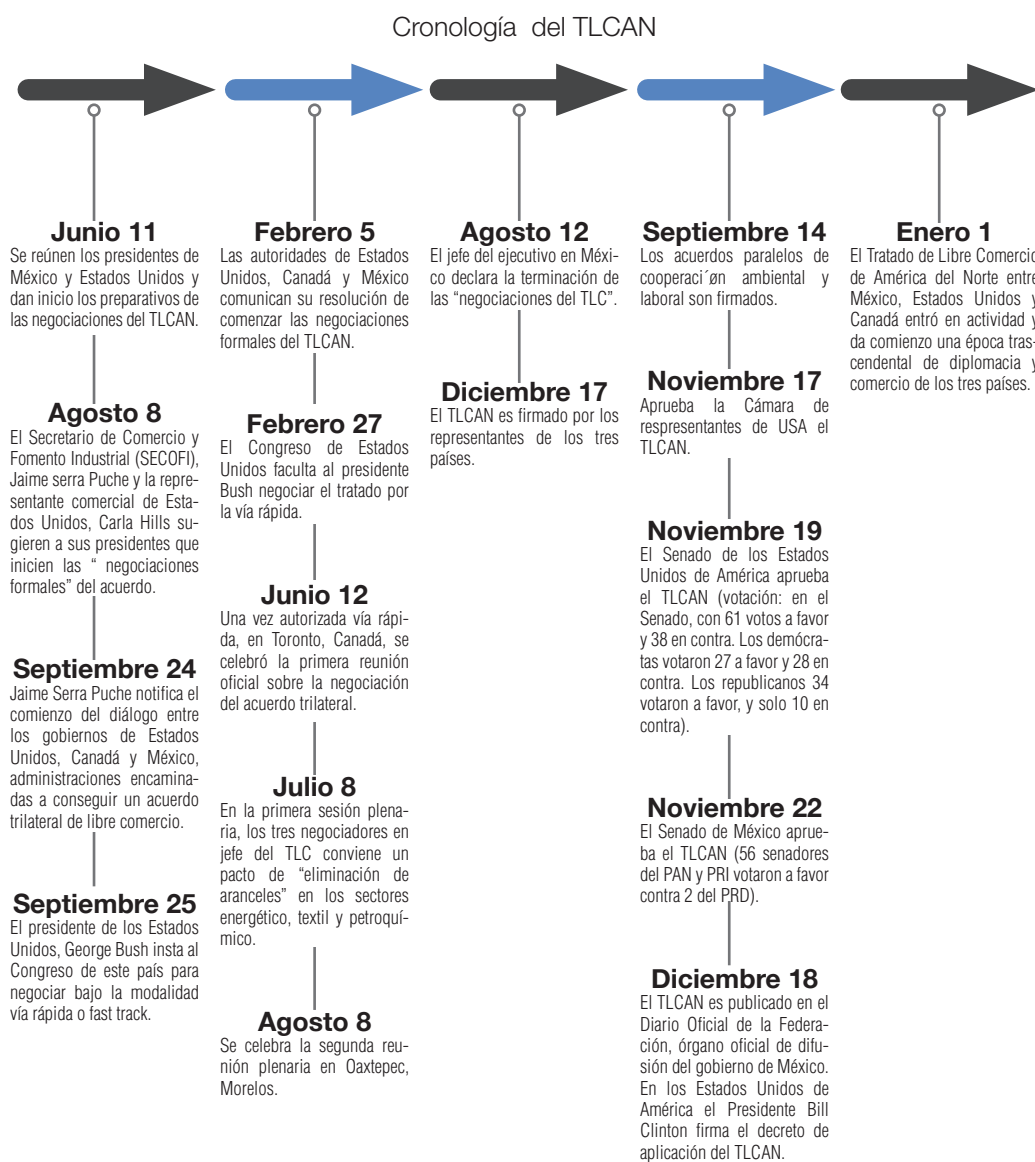 Cronología del TLCAN
Junio 11
Se reúnen los presidentes de
México y Estados Unidos y
dan inicio los preparativos de
las negociaciones del TLCAN.
Agosto 8
El Secretario de Comercio y
Fomento Industrial (SECOFI),
Jaime serra Puche y la repre-
sentante comercial de Esta-
dos Unidos, Carla Hills su-
gieren a sus presidentes que
inicien las “ negociaciones
formales” del acuerdo.
Septiembre 24
Jaime Serra Puche notifica el
comienzo del diálogo entre
los gobiernos de Estados
Unidos, Canadá y México,
administraciones encamina-
das a conseguir un acuerdo
trilateral de libre comercio.
Septiembre 25
El presidente de los Estados
Unidos, George Bush insta al
Congreso de este país para
negociar bajo la modalidad
vía rápida o fast track.
Febrero 5
Las autoridades de Estados
Unidos, Canadá y México
comunican su resolución de
comenzar las negociaciones
formales del TLCAN.
Febrero 27
El Congreso de Estados
Unidos faculta al presidente
Bush negociar el tratado por
la vía rápida.
Junio 12
Una vez autorizada vía rápi-
da, en Toronto, Canadá, se
celebró la primera reunión
oficial sobre la negociación
del acuerdo trilateral.
Julio 8
En la primera sesión plena-
ria, los tres negociadores en
jefe del TLC conviene un
pacto de “eliminación de
aranceles” en los sectores
energético, textil y petroquí-
mico.
Agosto 8
Se celebra la segunda reu-
nión plenaria en Oaxtepec,
Morelos.
Agosto 12
El jefe del ejecutivo en Méxi-
co declara la terminación de
las “negociaciones del TLC”.
Diciembre 17
El TLCAN es firmado por los
representantes de los tres
países.
Septiembre 14
Los acuerdos paralelos de
cooperaci´on ambiental y
laboral son firmados.
Noviembre 17
Aprueba la Cámara de
respresentantes de USA el
TLCAN.
Noviembre 19
El Senado de los Estados
Unidos de América aprueba
el TLCAN (votación: en el
Senado, con 61 votos a favor
y 38 en contra. Los demócra-
tas votaron 27 a favor y 28 en
contra. Los republicanos 34
votaron a favor, y solo 10 en
contra).
Noviembre 22
El Senado de México aprue-
ba el TLCAN (56 senadores
del PAN y PRI votaron a favor
contra 2 del PRD).
Diciembre 18
El TLCAN es publicado en el
Diario Oficial de la Federa-
ción, órgano oficial de difu-
sión del gobierno de México.
En los Estados Unidos de
América el Presidente Bill
Clinton firma el decreto de
aplicación del TLCAN.
Enero 1
El Tratado de Libre Comercio
de América del Norte entre
México, Estados Unidos y
Canadá entró en actividad y
da comienzo una época tras-
cendental de diplomacia y
comercio de los tres países.